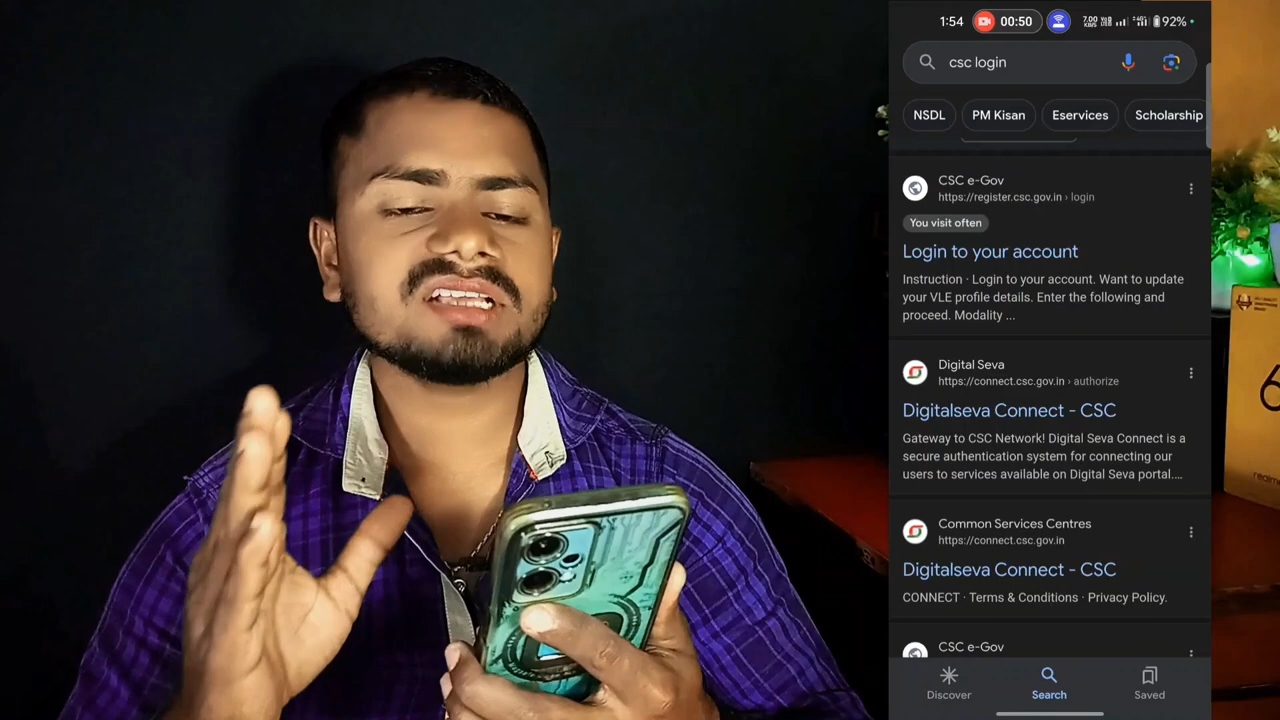 1:54 00:50 92%
csc login
NSDL PM Kisan Eservices Scholarship
CSC e-Gov
https://register.csc.gov.in › login
You visit often
Login to your account
Instruction · Login to your account. Want to update
your VLE profile details. Enter the following and
proceed. Modality ...
Digital Seva
https://connect.csc.gov.in › authorize
Digitalseva Connect - CSC
Gateway to CSC Network! Digital Seva Connect is a
secure authentication system for connecting our
users to services available on Digital Seva portal....
Common Services Centres
https://connect.csc.gov.in
Digitalseva Connect - CSC
CONNECT · Terms & Conditions · Privacy Policy.
CSC e-Gov
Discover Search Saved
6